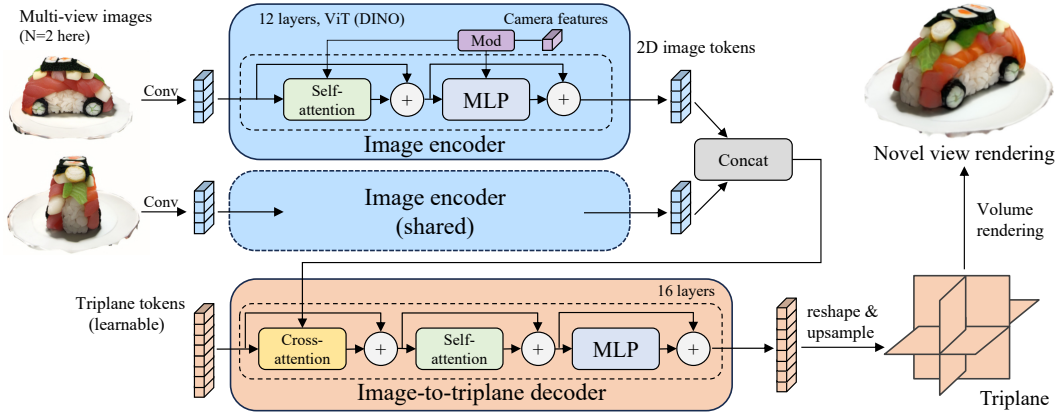 Multi-view images
(N=2 here)
12 layers, ViT (DINO)
Camera features
Mod
2D image tokens
Conv
Self-
attention
+
MLP
+
Image encoder
Concat
Novel view rendering
Conv
Image encoder
(shared)
Volume
rendering
Triplane tokens
(learnable)
16 layers
Cross-
attention
+
Self-
attention
+
MLP
+
Image-to-triplane decoder
reshape &
upsample
Triplane